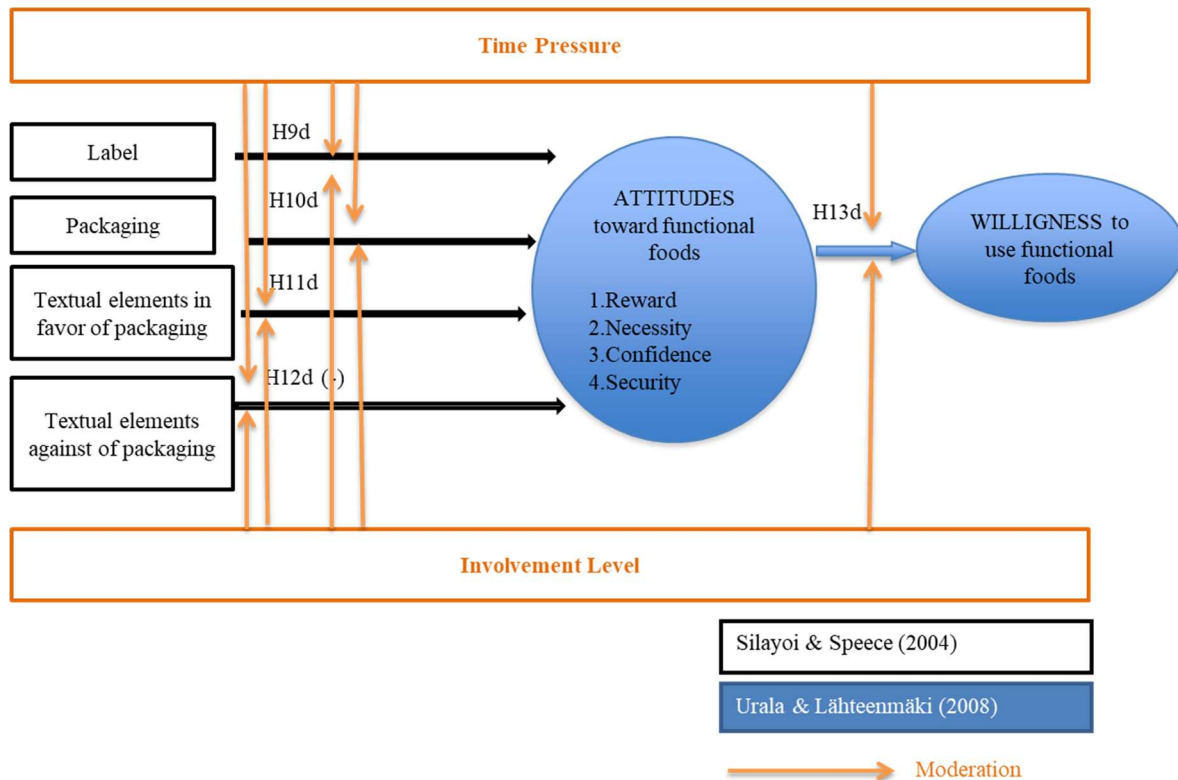 Time Pressure
H9d
Label
H10d
Packaging
H11d
Textual elements in
favor of packaging
H12d (-)
Textual elements
against of packaging
ATTITUDES
toward functional
foods
1.Reward
2.Necessity
3.Confidence
4.Security
H13d
WILLIGNESS to
use functional
foods
Involvement Level
Silayoi & Speece (2004)
Urala & Lähteenmäki (2008)
Moderation